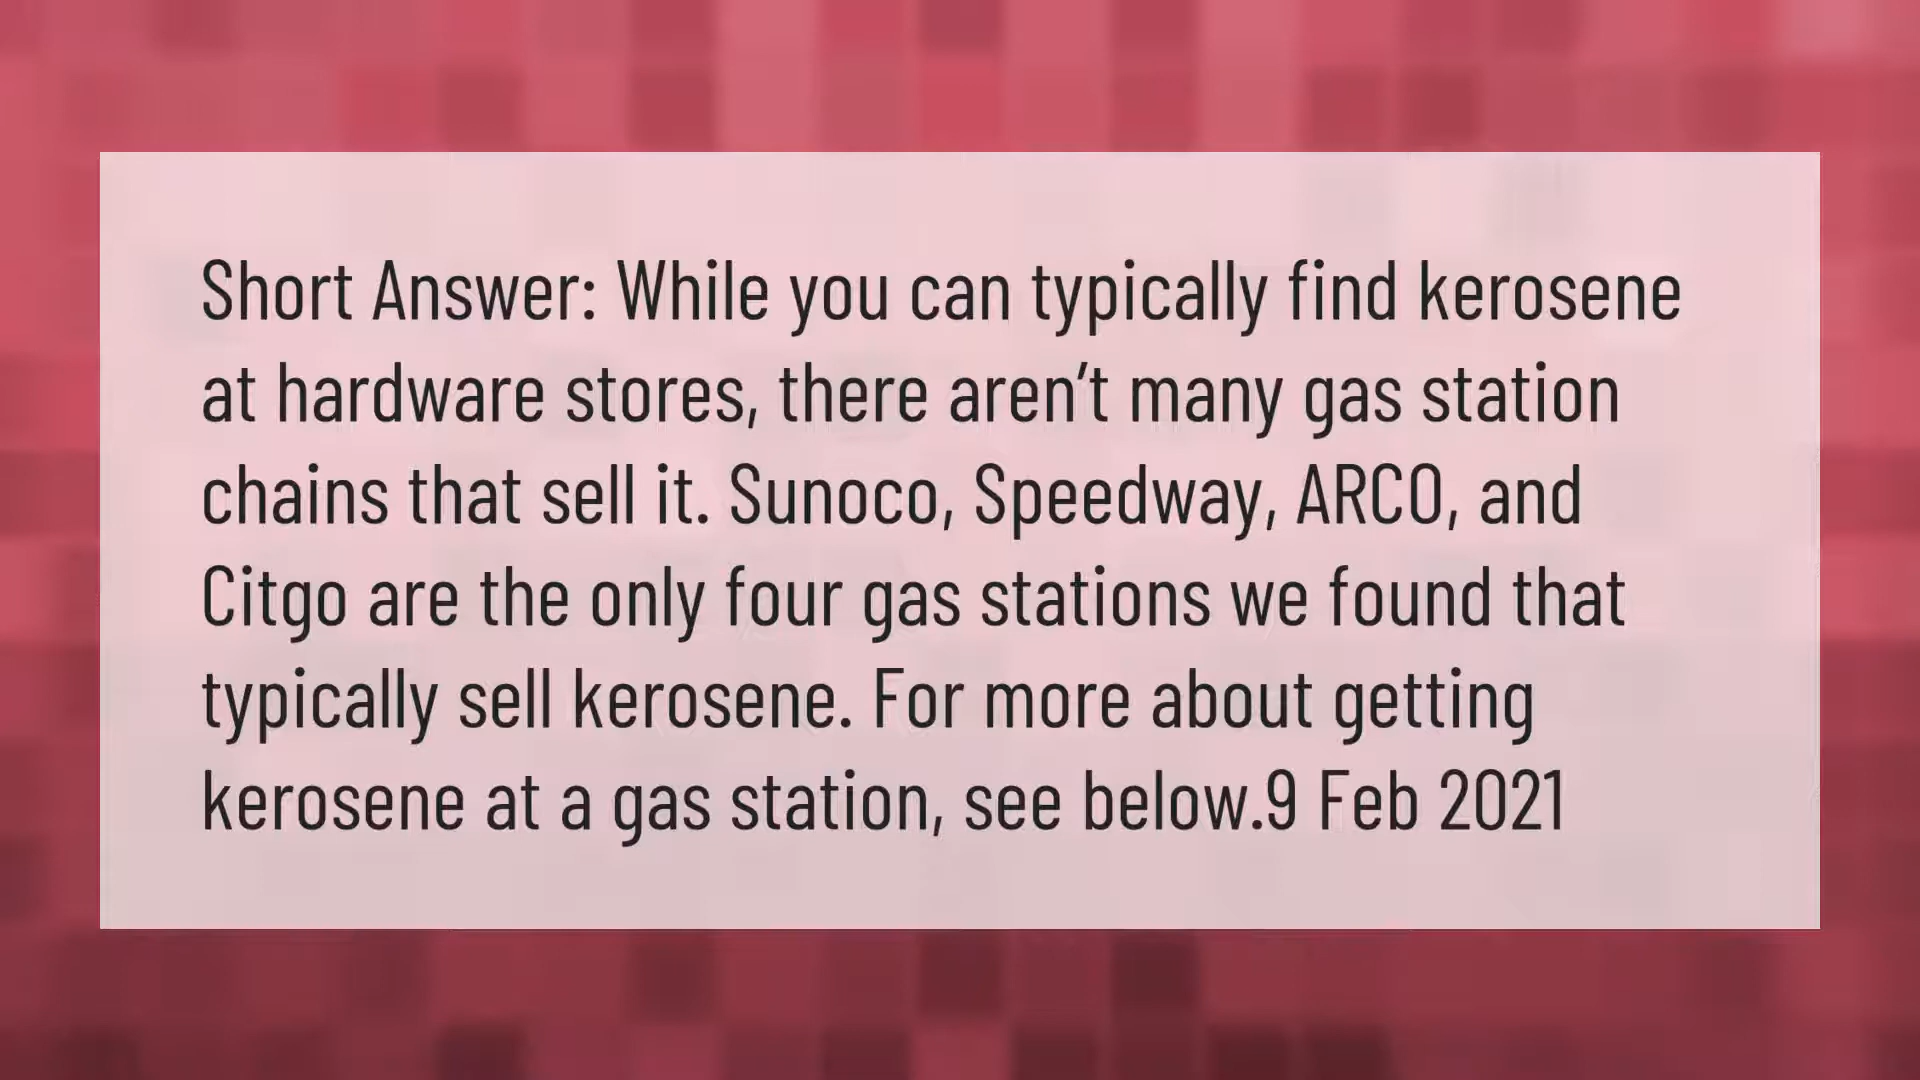 Short Answer: While you can typically find kerosene
at hardware stores, there aren’t many gas station
chains that sell it. Sunoco, Speedway, ARCO, and
Citgo are the only four gas stations we found that
typically sell kerosene. For more about getting
kerosene at a gas station, see below.9 Feb 2021